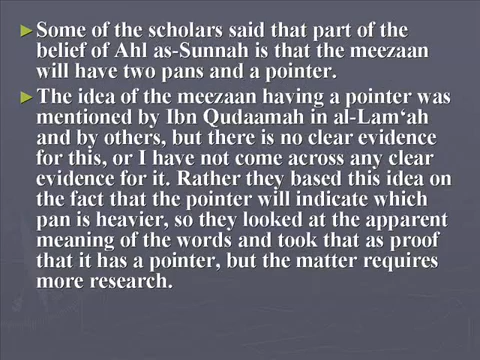 Some of the scholars said that part of the
belief of Ahl as-Sunnah is that the meezaan
will have two pans and a pointer.
The idea of the meezaan having a pointer was
mentioned by Ibn Qudaamah in al-Lam‘ah
and by others, but there is no clear evidence
for this, or I have not come across any clear
evidence for it. Rather they based this idea on
the fact that the pointer will indicate which
pan is heavier, so they looked at the apparent
meaning of the words and took that as proof
that it has a pointer, but the matter requires
more research.